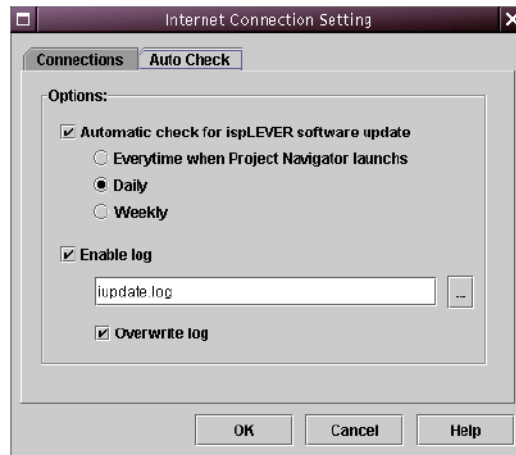 Internet Connection Setting
Connections Auto Check
Options:
Automatic check for ispLEVER software update
Everytime when Project Navigator launchs
Daily
Weekly
Enable log
iupdate.log
...
Overwrite log
OK Cancel Help